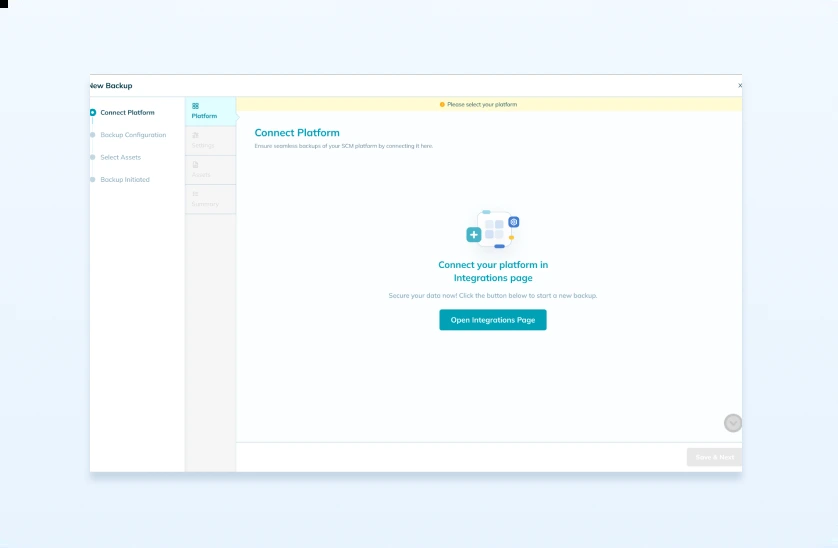 New Backup
x
Connect Platform
Backup Configuration
Select Assets
Backup Initiated
Platform
Settings
Assets
Summary
Please select your platform
Connect Platform
Ensure seamless backups of your SCM platform by connecting it here.
Connect your platform in
Integrations page
Secure your data now! Click the button below to start a new backup.
Open Integrations Page
Save & Next